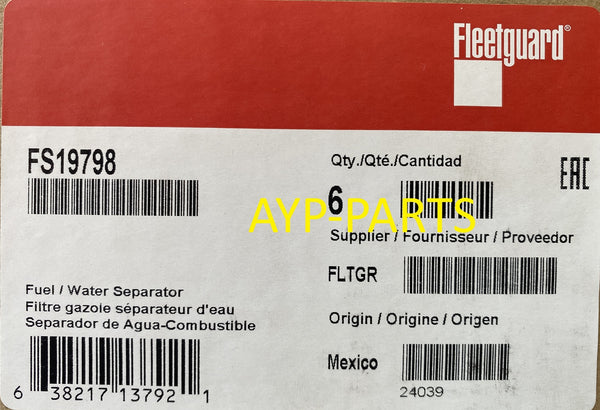 Fleetguard®
FS19798
Qty./Qté./Cantidad
6
EAC
AYP-PARTS
Supplier / Fournisseur / Proveedor
FLTGR
Fuel / Water Separator
Filtre gazoie séparateur d'eau
Separador de Agua-Combustible
Origin / Origine / Origen
Mexico
24039
6 38217 13792 1